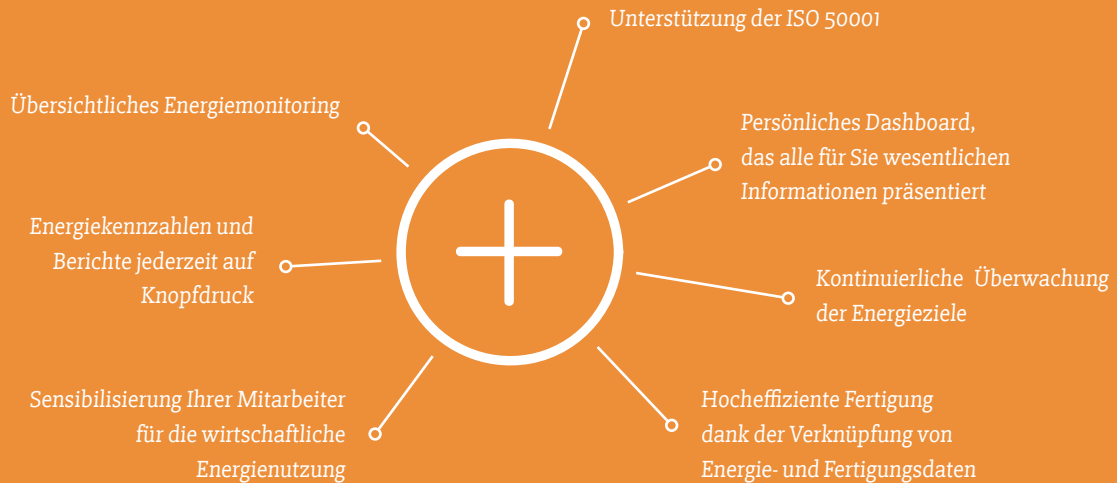 Unterstützung der ISO 50001
Übersichtliches Energiemonitoring
Persönliches Dashboard,
das alle für Sie wesentlichen
Informationen präsentiert
Energiekennzahlen und
Berichte jederzeit auf
Knopfdruck
Kontinuierliche Überwachung
der Energieziele
Sensibilisierung Ihrer Mitarbeiter
für die wirtschaftliche
Energienutzung
Hocheffiziente Fertigung
dank der Verknüpfung von
Energie- und Fertigungsdaten